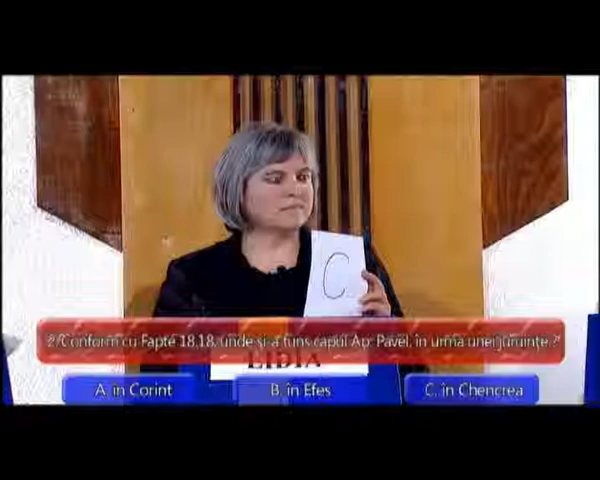 C.
2. Conform cu Fapte 18,18, unde și-a tuns capul Ap. Pavel, în urma unei juruințe ?
LIDIA
A. în Corint
B. în Efes
C. în Chencrea